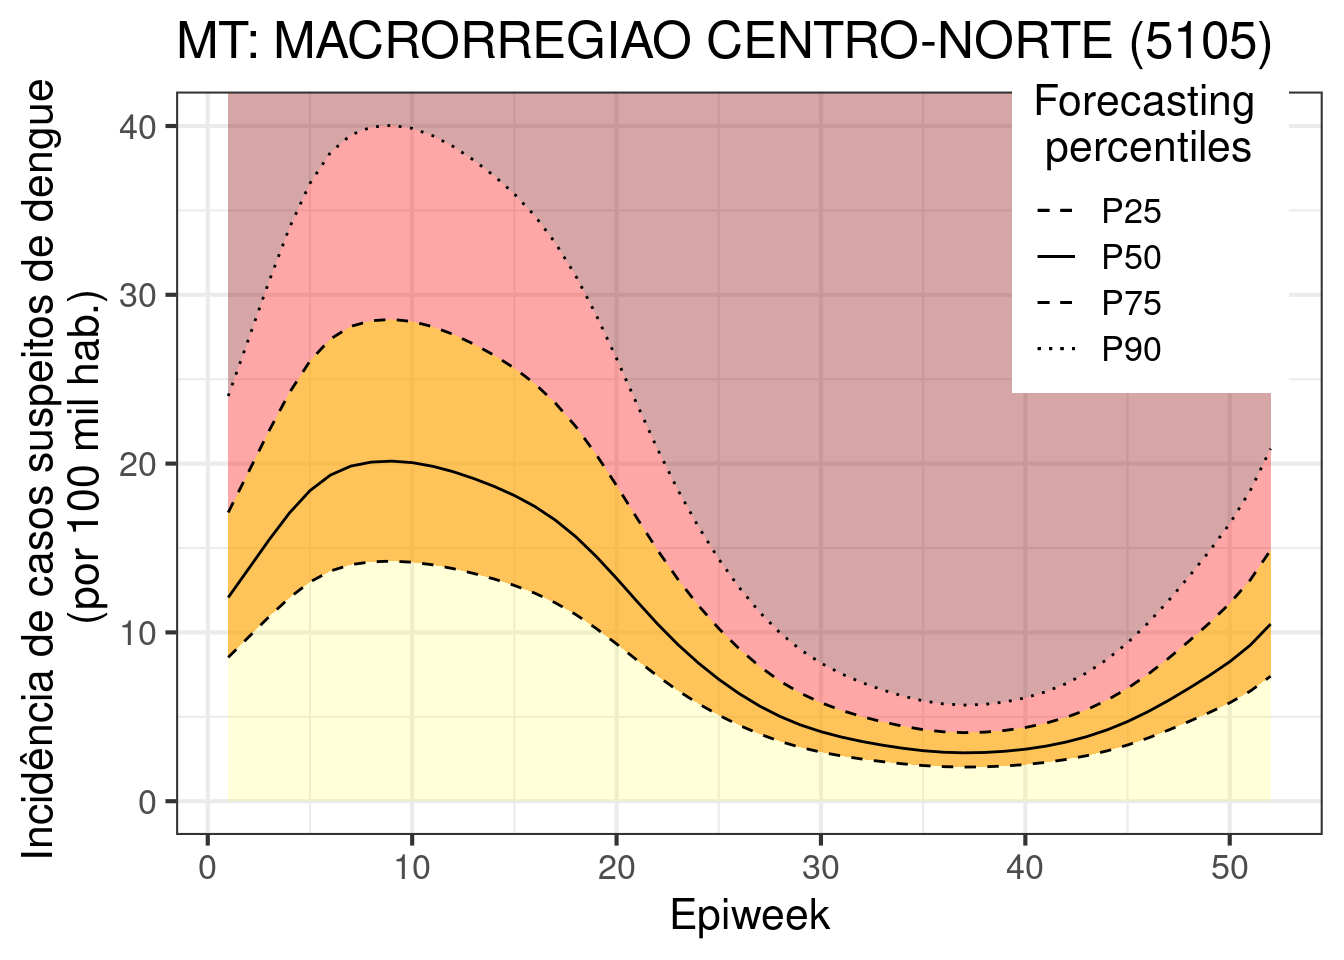 MT: MACRORREGIAO CENTRO-NORTE (5105)
Incidência de casos suspeitos de dengue
(por 100 mil hab.)
40
30
20
10
0
Forecasting
percentiles
P25
P50
P75
P90
0 10 20 30 40 50
Epiweek